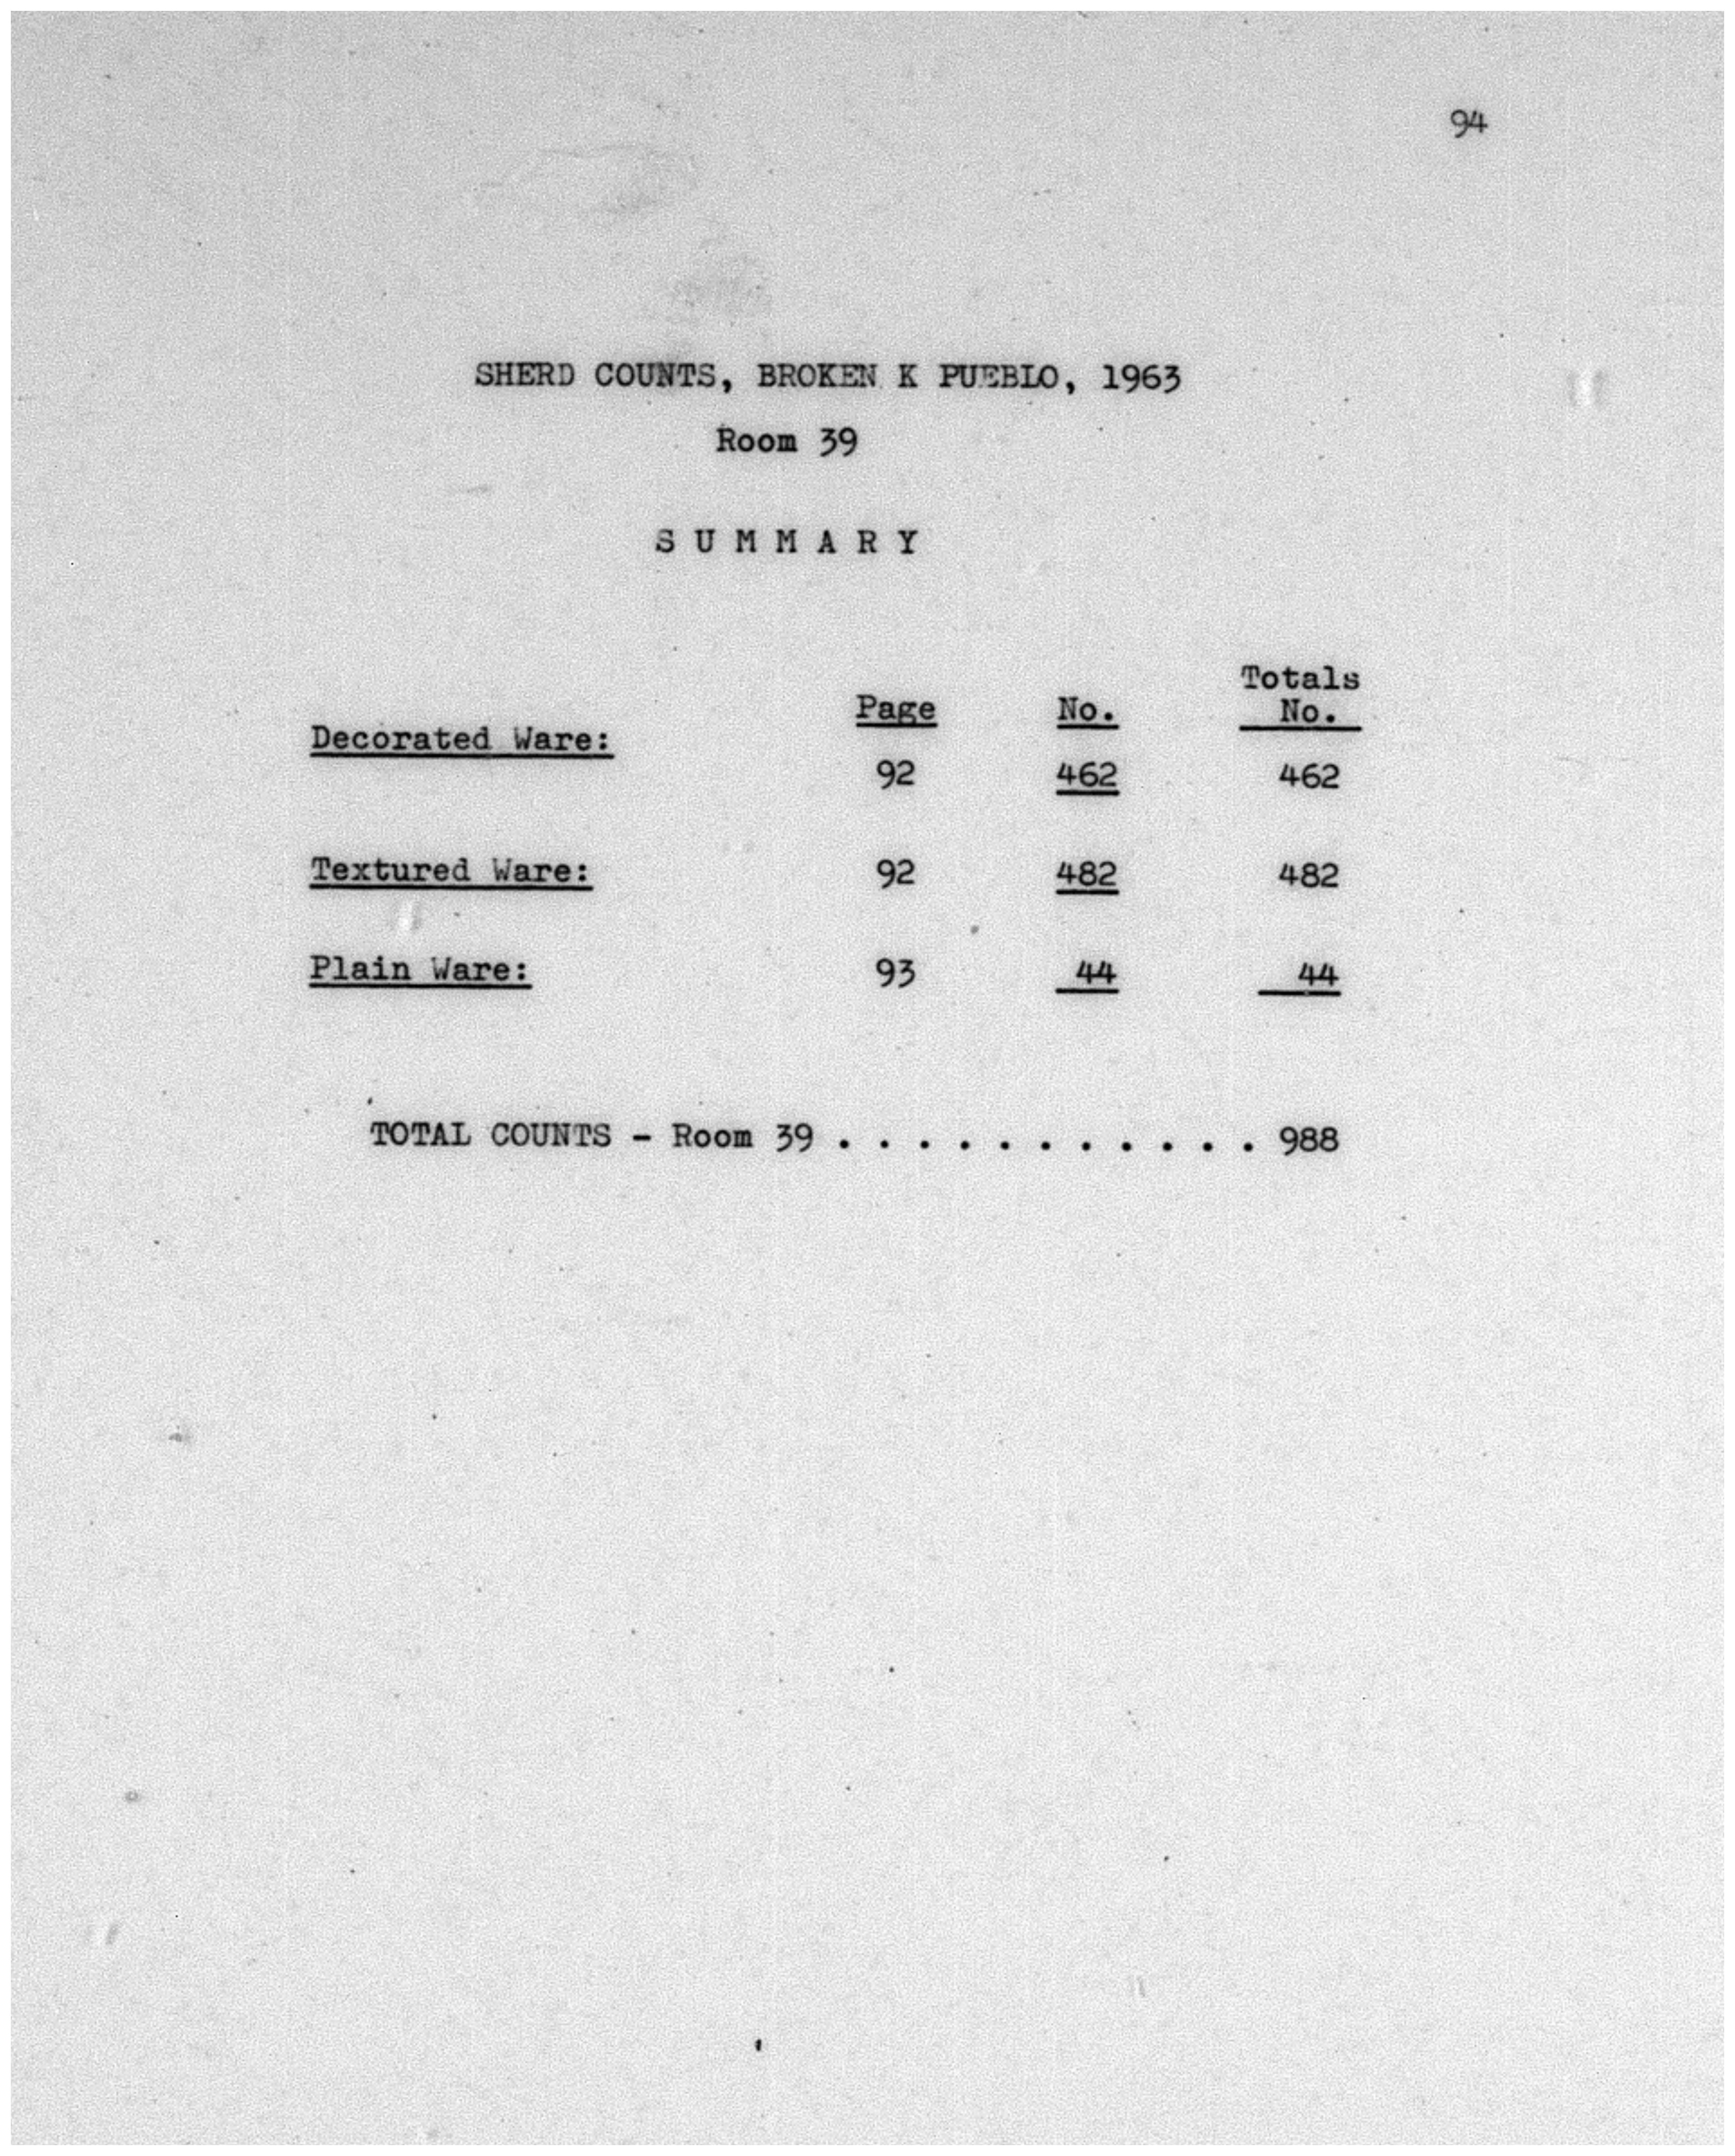 94
SHERD COUNTS, BROKEN K PUEBLO, 1963
Room 39
S U M M A R Y
Totals
Page No. No.
Decorated Ware:
92 462 462
Textured Ware: 92 482 482
Plain Ware: 93 44 44
TOTAL COUNTS - Room 39 . . . . . . . . . . . 988